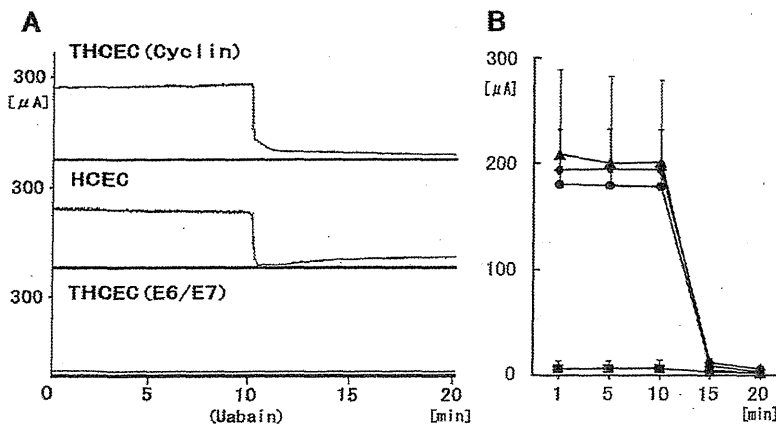 A
THCEC(Cyclin)
300
[μA]
HCEC
300
THCEC(E6/E7)
300
0
5
10
15
20
(Uabain)
[min]
B
300
[μA]
200
100
0
1
5
10
15
20
[min]